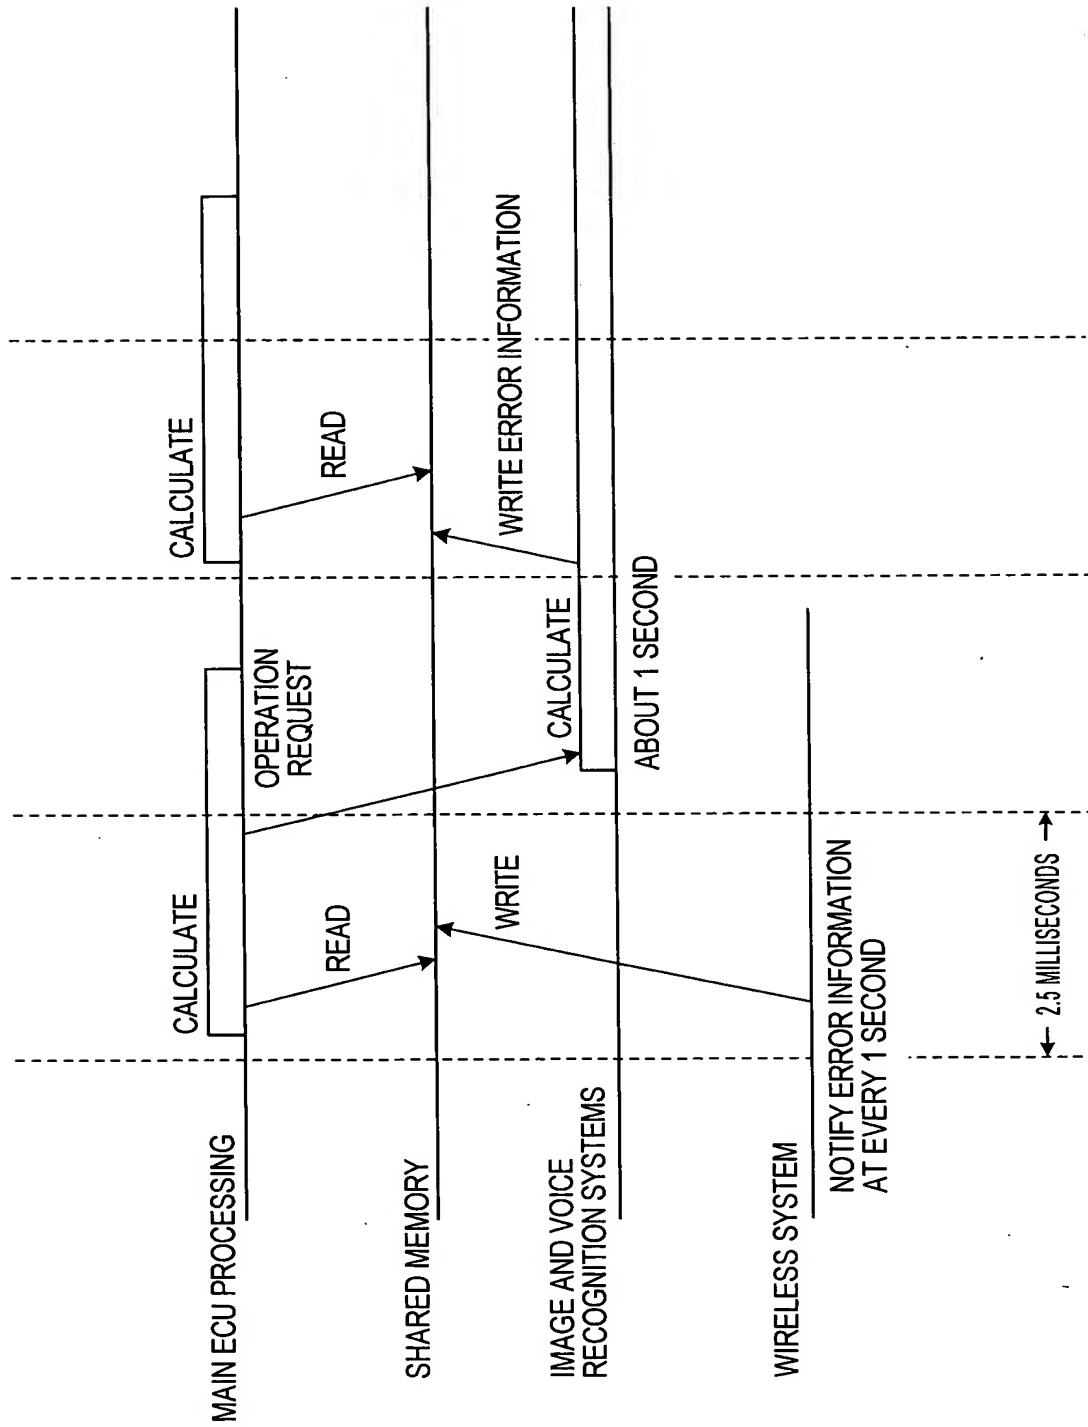 MAIN ECU PROCESSING
CALCULATE
CALCULATE
READ
OPERATION
REQUEST
READ
SHARED MEMORY
WRITE
WRITE ERROR INFORMATION
IMAGE AND VOICE
RECOGNITION SYSTEMS
CALCULATE
ABOUT 1 SECOND
WIRELESS SYSTEM
NOTIFY ERROR INFORMATION
AT EVERY 1 SECOND
2.5 MILLISECONDS